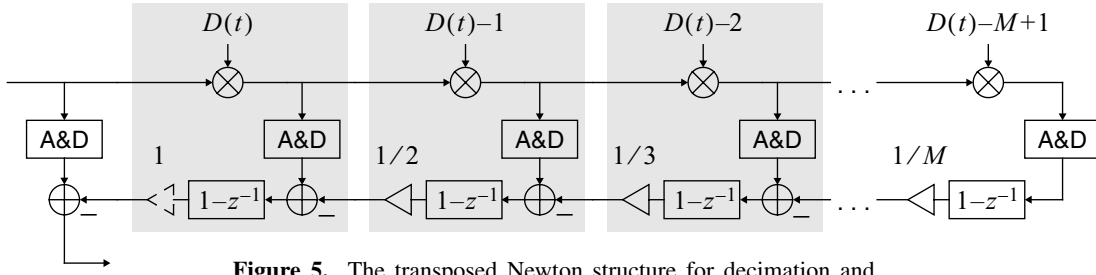 D(t) D(t)–1 D(t)–2 D(t)–M+1
. . .
A&D A&D A&D A&D A&D
1 1/2 1/3 1/M
1–z⁻¹ 1–z⁻¹ 1–z⁻¹ . . . 1–z⁻¹
– – –
Figure 5. The transposed Newton structure for decimation and